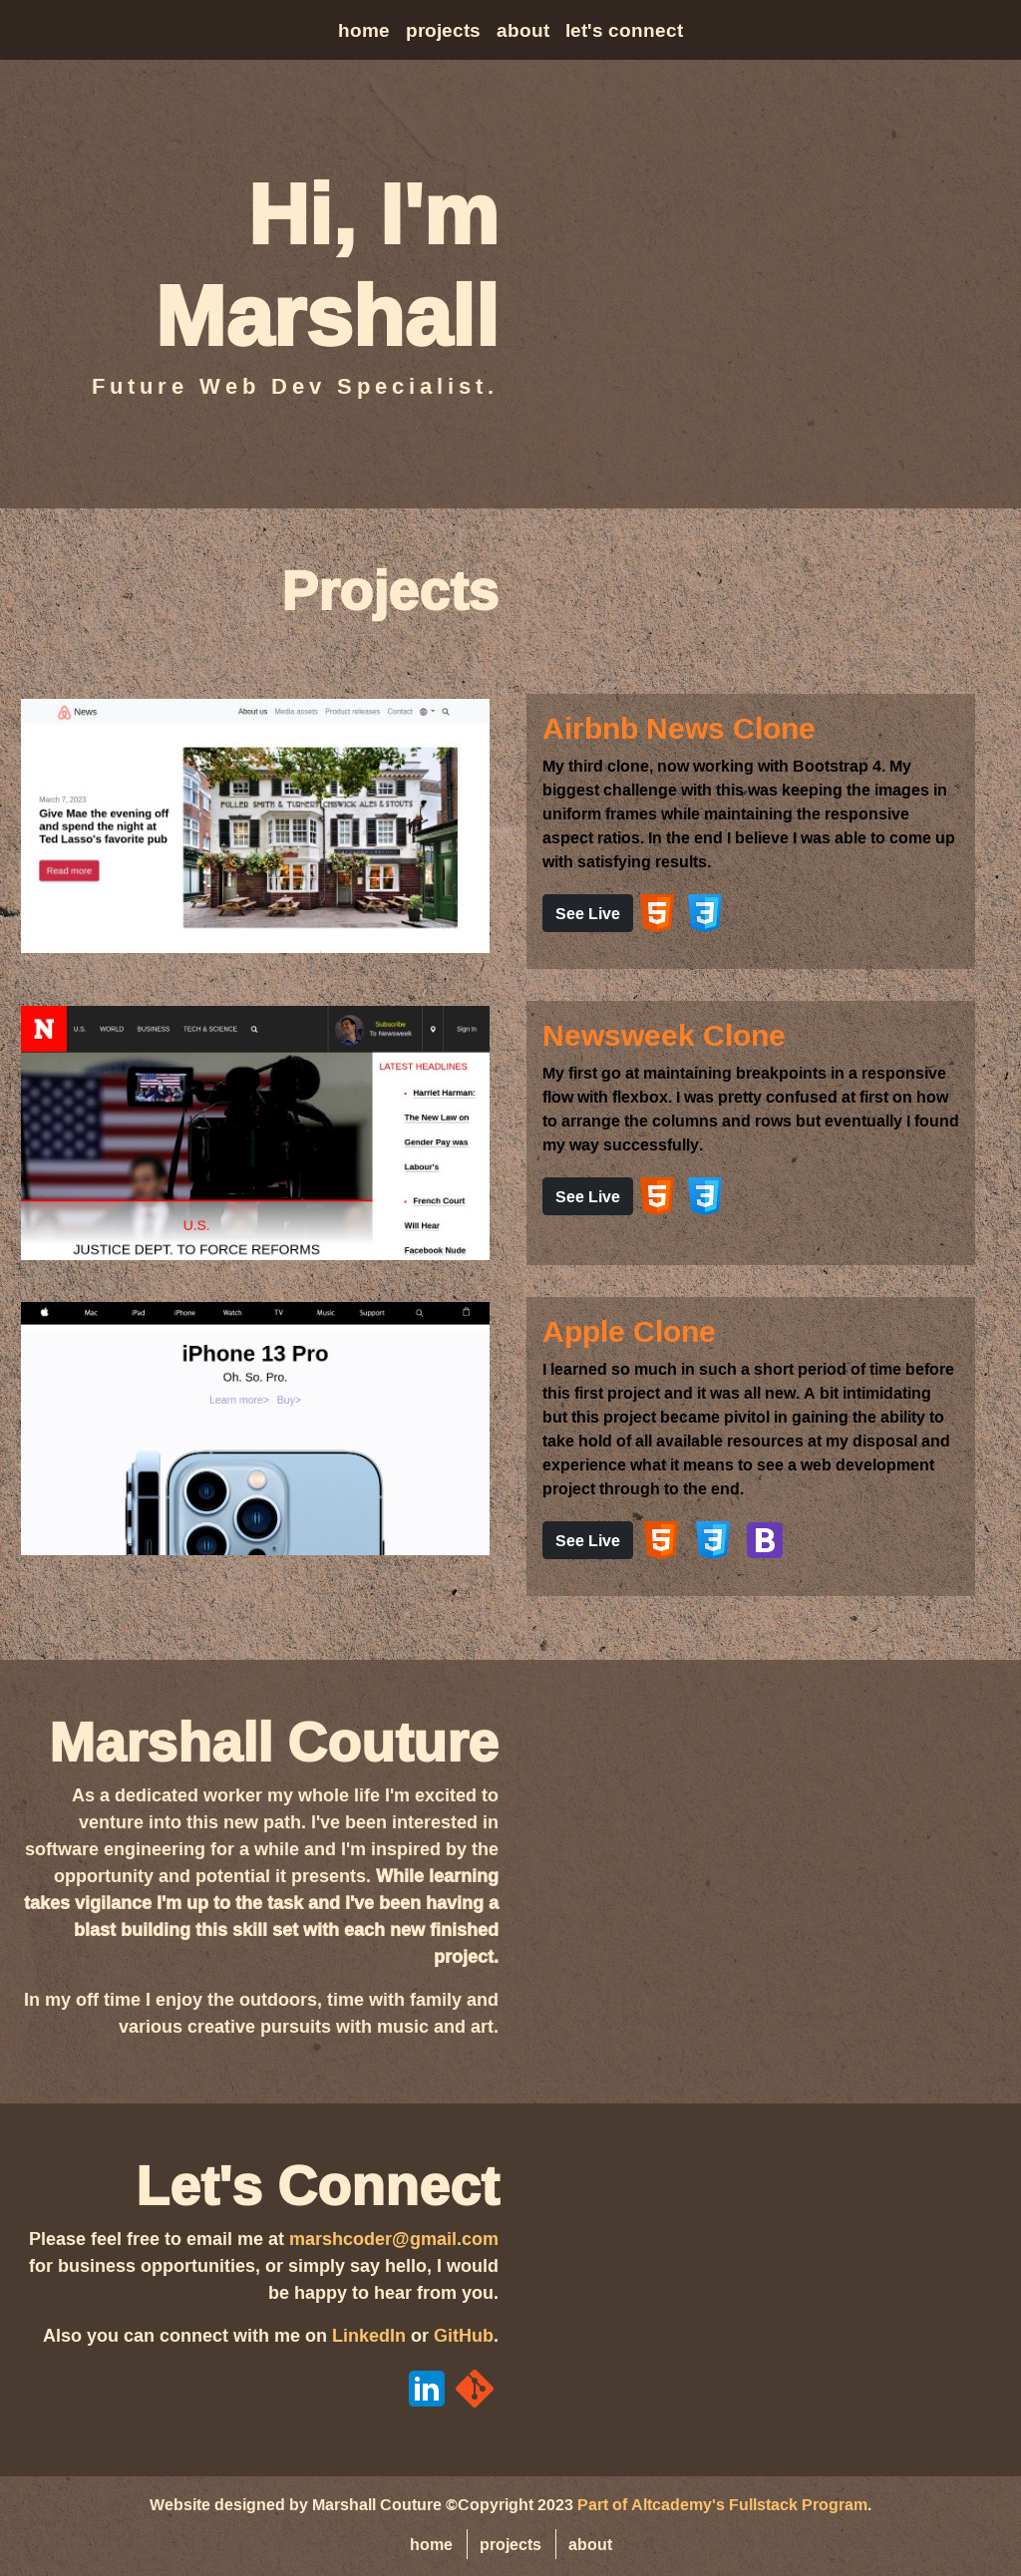 home projects about let's connect
Hi, I'm
Marshall
Future Web Dev Specialist.
Projects
News About us Media assets Product releases Contact
March 7, 2023
Give Mae the evening off
and spend the night at
Ted Lasso's favorite pub
Read more
FULLER SMITH & TURNER CHISWICK ALES & STOUTS
Airbnb News Clone
My third clone, now working with Bootstrap 4. My
biggest challenge with this was keeping the images in
uniform frames while maintaining the responsive
aspect ratios. In the end I believe I was able to come up
with satisfying results.
See Live
N U.S. WORLD BUSINESS TECH & SCIENCE Subscribe To Newsweek Sign In
LATEST HEADLINES
Harriet Harman:
The New Law on
Gender Pay was
Labour's
French Court
Will Hear
Facebook Nude
U.S.
JUSTICE DEPT. TO FORCE REFORMS
Newsweek Clone
My first go at maintaining breakpoints in a responsive
flow with flexbox. I was pretty confused at first on how
to arrange the columns and rows but eventually I found
my way successfully.
See Live
Mac iPad iPhone Watch TV Music Support
iPhone 13 Pro
Oh. So. Pro.
Learn more> Buy>
Apple Clone
I learned so much in such a short period of time before
this first project and it was all new. A bit intimidating
but this project became pivitol in gaining the ability to
take hold of all available resources at my disposal and
experience what it means to see a web development
project through to the end.
See Live B
Marshall Couture
As a dedicated worker my whole life I'm excited to
venture into this new path. I've been interested in
software engineering for a while and I'm inspired by the
opportunity and potential it presents. While learning
takes vigilance I'm up to the task and I've been having a
blast building this skill set with each new finished
project.
In my off time I enjoy the outdoors, time with family and
various creative pursuits with music and art.
Let's Connect
Please feel free to email me at marshcoder@gmail.com
for business opportunities, or simply say hello, I would
be happy to hear from you.
Also you can connect with me on LinkedIn or GitHub.
in
Website designed by Marshall Couture ©Copyright 2023 Part of Altcademy's Fullstack Program.
home projects about